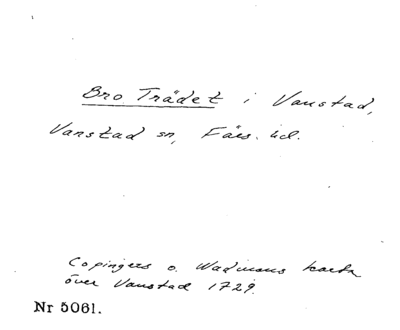 Bro Trädet i Vanstad,
Vanstad sn, Färs. hd.
Copingers o. Wadmans karta
över Vanstad 1729.
Nr 5061.